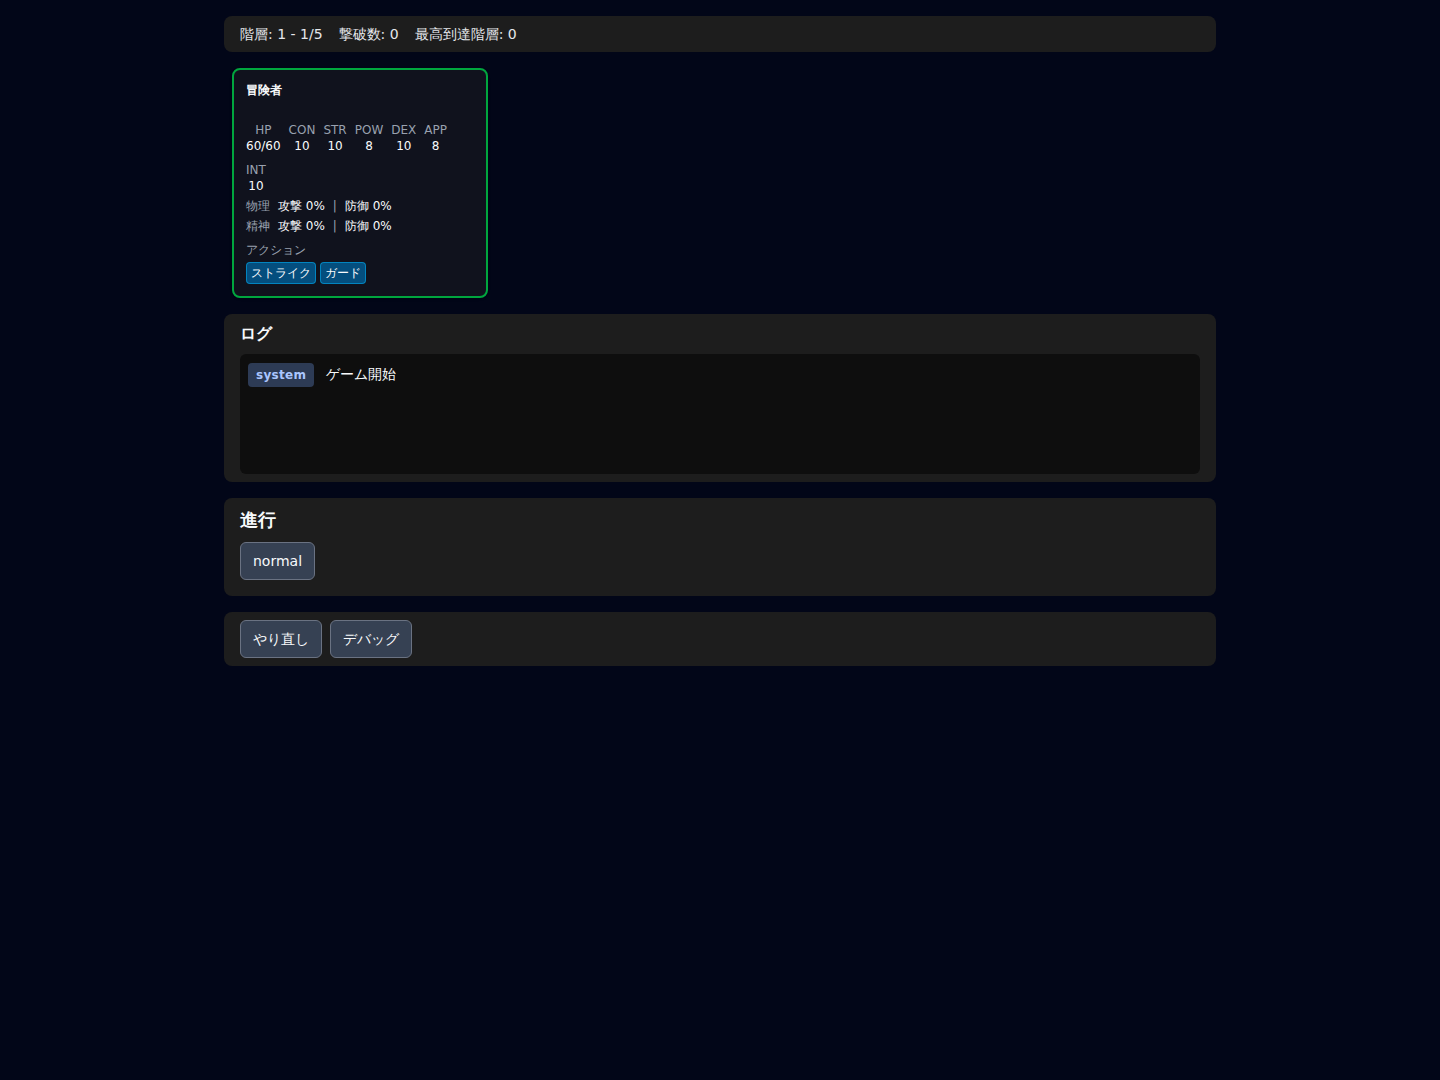 階層: 1 - 1/5 撃破数: 0 最高到達階層: 0
冒険者
HP CON STR POW DEX APP
60/60 10 10 8 10 8
INT
10
物理 攻撃 0% | 防御 0%
精神 攻撃 0% | 防御 0%
アクション
ストライク ガード
ログ
system ゲーム開始
進行
normal
やり直し デバッグ